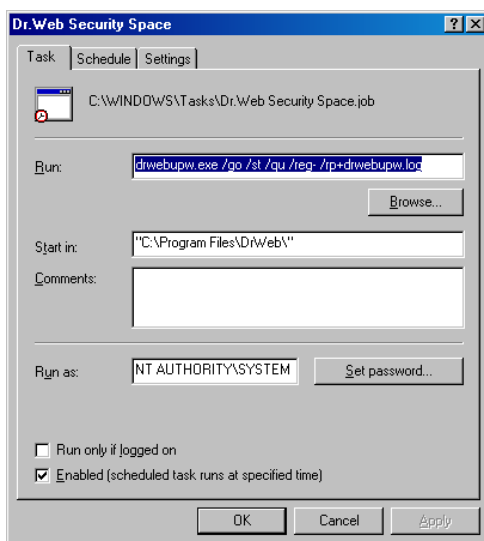 Dr.Web Security Space
Task Schedule Settings
C:\WINDOWS\Tasks\Dr.Web Security Space.job
Run: drwebupw.exe /go /st /qu /reg- /rp+drwebupw.log
Browse...
Start in: "C:\Program Files\DrWeb\"
Comments:
Run as: NT AUTHORITY\SYSTEM Set password...
Run only if logged on
Enabled (scheduled task runs at specified time)
OK Cancel Apply